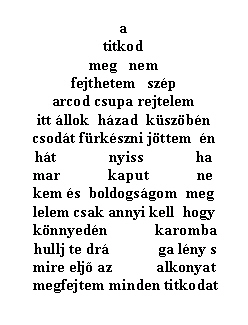 a
titkod
meg nem
fejthetem szép
arcod csupa rejtelem
itt állok házad küszöbén
csodát fürkészni jöttem én
hát nyiss ha
mar kaput ne
kem és boldogságom meg
lelem csak annyi kell hogy
könnyedén karomba
hullj te drá ga lény s
mire eljő az alkonyat
megfejtem minden titkodat